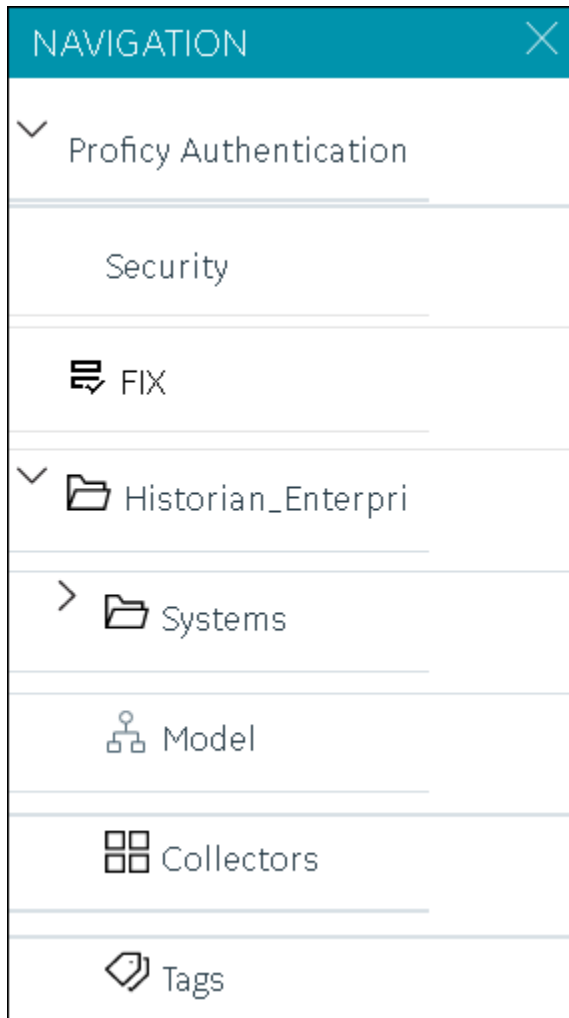 NAVIGATION
Proficy Authentication
Security
FIX
Historian_Enterpri
Systems
Model
Collectors
Tags